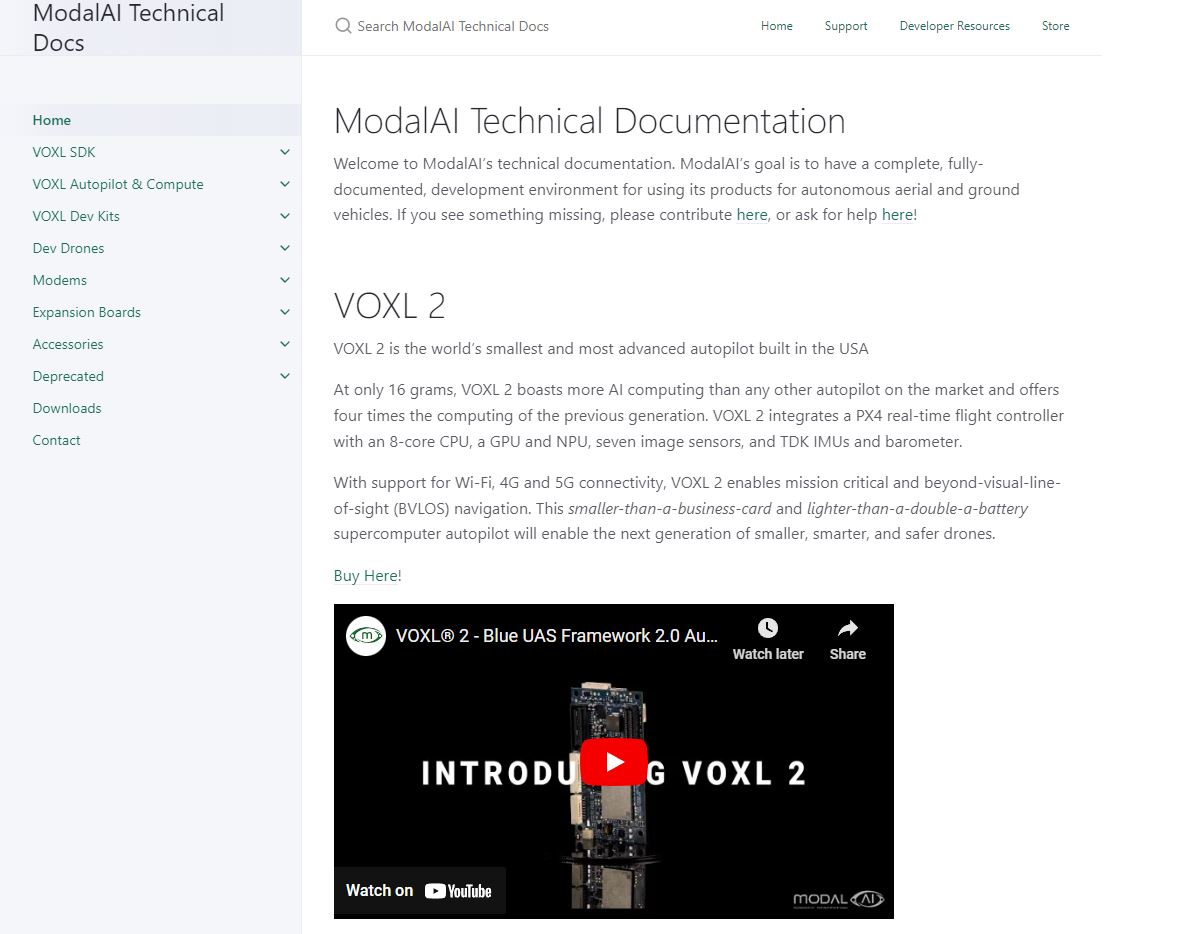 ModalAI Technical
Docs
Search ModalAI Technical Docs
Home
Support
Developer Resources
Store
Home
VOXL SDK
VOXL Autopilot & Compute
VOXL Dev Kits
Dev Drones
Modems
Expansion Boards
Accessories
Deprecated
Downloads
Contact
ModalAI Technical Documentation
Welcome to ModalAI’s technical documentation. ModalAI’s goal is to have a complete, fully-
documented, development environment for using its products for autonomous aerial and ground
vehicles. If you see something missing, please contribute here, or ask for help here!
VOXL 2
VOXL 2 is the world’s smallest and most advanced autopilot built in the USA
At only 16 grams, VOXL 2 boasts more AI computing than any other autopilot on the market and offers
four times the computing of the previous generation. VOXL 2 integrates a PX4 real-time flight controller
with an 8-core CPU, a GPU and NPU, seven image sensors, and TDK IMUs and barometer.
With support for Wi-Fi, 4G and 5G connectivity, VOXL 2 enables mission critical and beyond-visual-line-
of-sight (BVLOS) navigation. This smaller-than-a-business-card and lighter-than-a-double-a-battery
supercomputer autopilot will enable the next generation of smaller, smarter, and safer drones.
Buy Here!
m
VOXL® 2 - Blue UAS Framework 2.0 Au...
Watch later
Share
INTRODU G VOXL 2
Watch on YouTube
MODAL AI